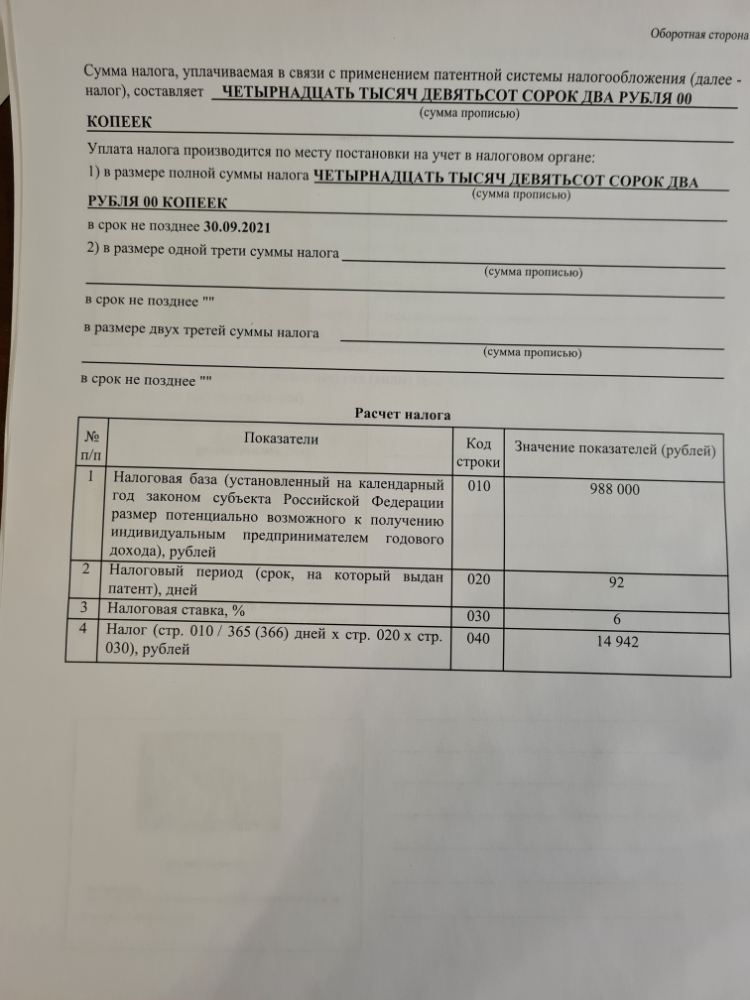 Оборотная сторона
Сумма налога, уплачиваемая в связи с применением патентной системы налогообложения (далее -
налог), составляет ЧЕТЫРНАДЦАТЬ ТЫСЯЧ ДЕВЯТЬСОТ СОРОК ДВА РУБЛЯ 00
(сумма прописью)
КОПЕЕК
Уплата налога производится по месту постановки на учет в налоговом органе:
1) в размере полной суммы налога ЧЕТЫРНАДЦАТЬ ТЫСЯЧ ДЕВЯТЬСОТ СОРОК ДВА
(сумма прописью)
РУБЛЯ 00 КОПЕЕК
в срок не позднее 30.09.2021
2) в размере одной трети суммы налога
(сумма прописью)
в срок не позднее ""
в размере двух третей суммы налога
(сумма прописью)
в срок не позднее ""
Расчет налога
№ п/п Показатели Код строки Значение показателей (рублей)
1 Налоговая база (установленный на календарный 010 988 000
год законом субъекта Российской Федерации
размер потенциально возможного к получению
индивидуальным предпринимателем годового
дохода), рублей
2 Налоговый период (срок, на который выдан 020 92
патент), дней
3 Налоговая ставка, % 030 6
4 Налог (стр. 010 / 365 (366) дней х стр. 020 х стр. 040 14 942
030), рублей